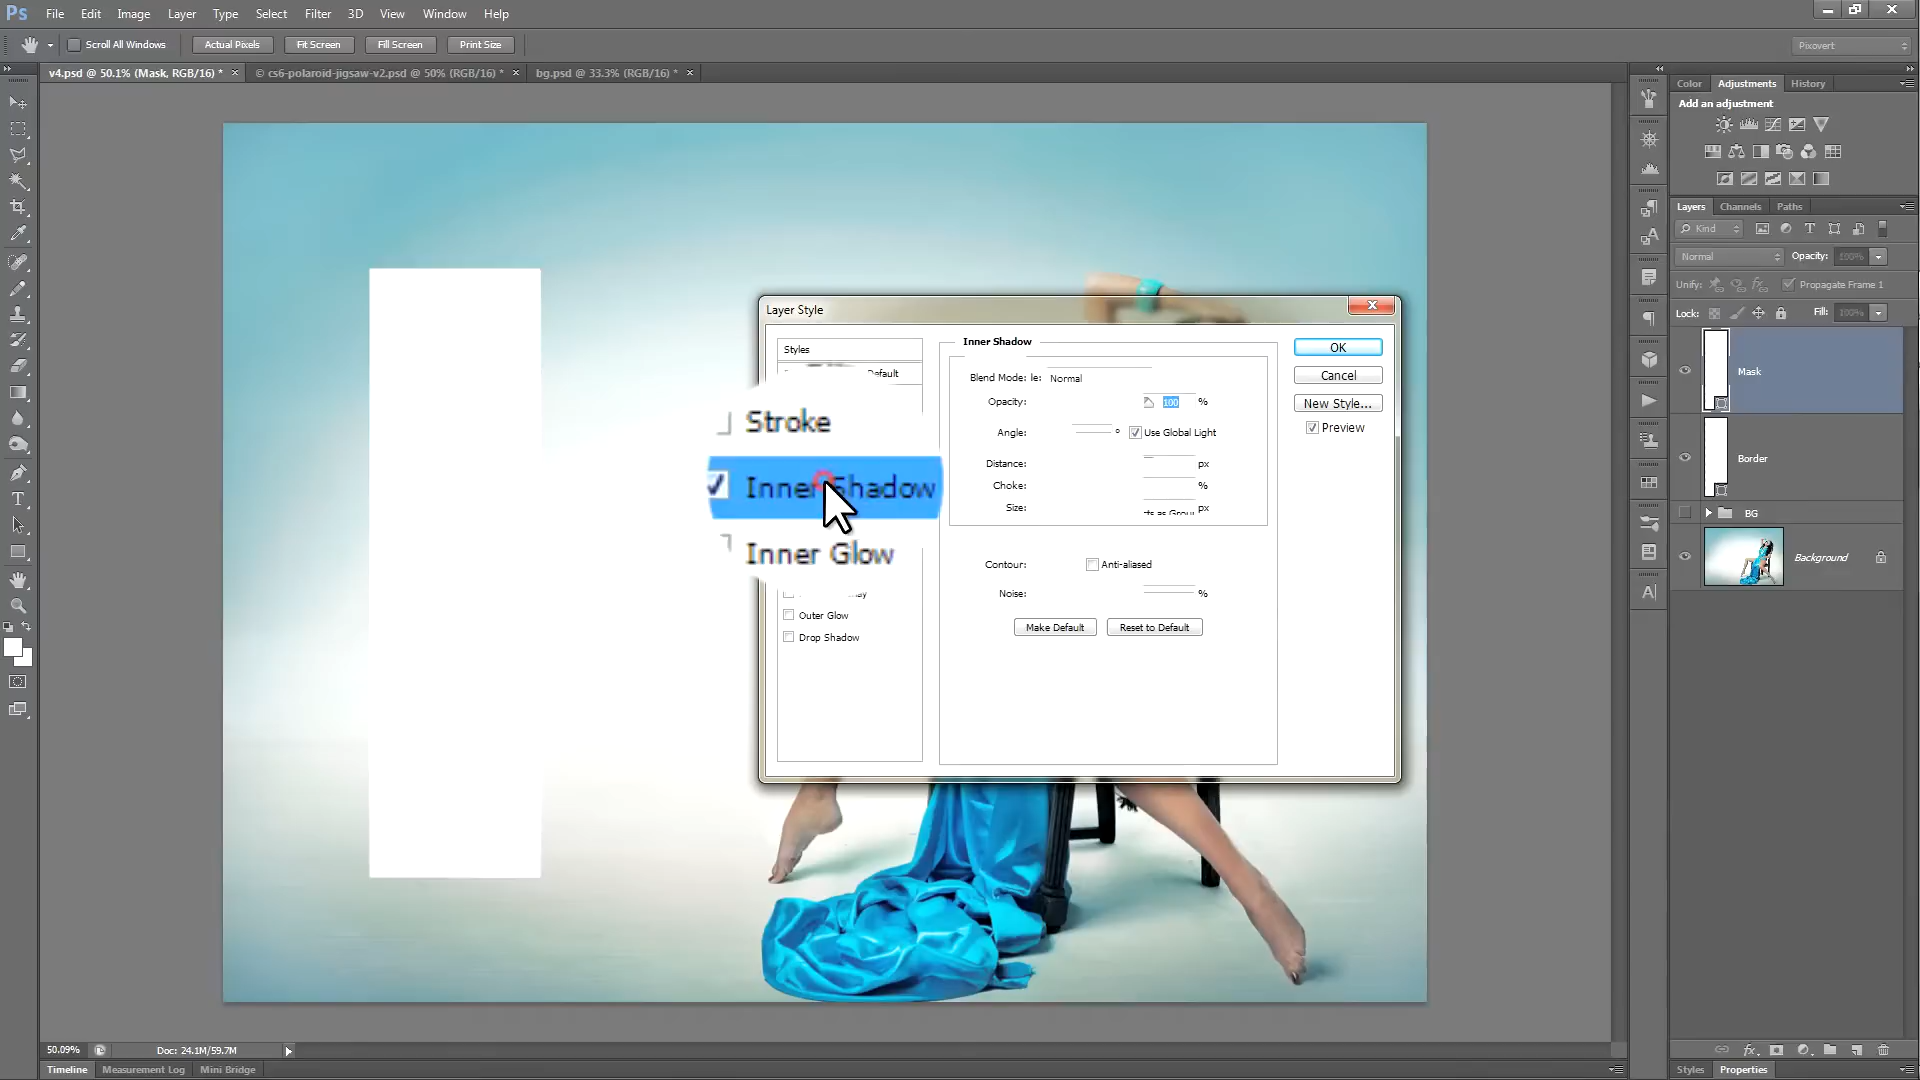 Ps File Edit Image Layer Type Select Filter 3D View Window Help
Scroll All Windows Actual Pixels Fit Screen Fill Screen Print Size Pixovert
v4.psd @ 50.1% (Mask, RGB/16) * × © cs6-polaroid-jigsaw-v2.psd @ 50% (RGB/16) * × bg.psd @ 33.3% (RGB/16) * ×
Color Adjustments History
Add an adjustment
Layers Channels Paths
Kind
Normal Opacity: 100%
Unify: Propagate Frame 1
Lock: Fill: 100%
Mask
Border
BG
Background
Layer Style
Styles
Default
Stroke
Inner Shadow
Inner Glow
Outer Glow
Drop Shadow
Inner Shadow
Blend Mode: le: Normal
Opacity: 100 %
Angle: ° Use Global Light
Distance: px
Choke: %
Size: px
Contour: Anti-aliased
Noise: %
Make Default Reset to Default
OK
Cancel
New Style...
Preview
50.09% Doc: 24.1M/59.7M
Timeline Measurement Log Mini Bridge
Styles Properties